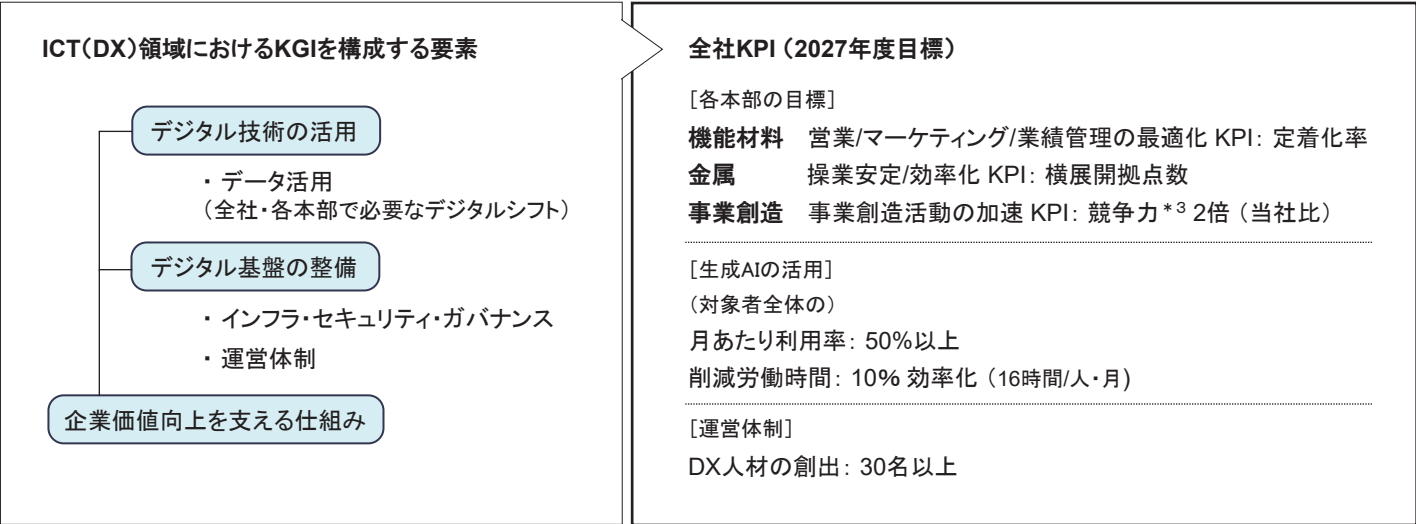 ICT(DX)領域におけるKGIを構成する要素
デジタル技術の活用
・ データ活用
（全社・各本部で必要なデジタルシフト）
デジタル基盤の整備
・ インフラ・セキュリティ・ガバナンス
・ 運営体制
企業価値向上を支える仕組み
全社KPI（2027年度目標）
［各本部の目標］
機能材料 営業/マーケティング/業績管理の最適化 KPI: 定着化率
金属 操業安定/効率化 KPI: 横展開拠点数
事業創造 事業創造活動の加速 KPI: 競争力*3 2倍（当社比）
［生成AIの活用］
（対象者全体の）
月あたり利用率: 50%以上
削減労働時間: 10% 効率化（16時間/人・月)
［運営体制］
DX人材の創出: 30名以上